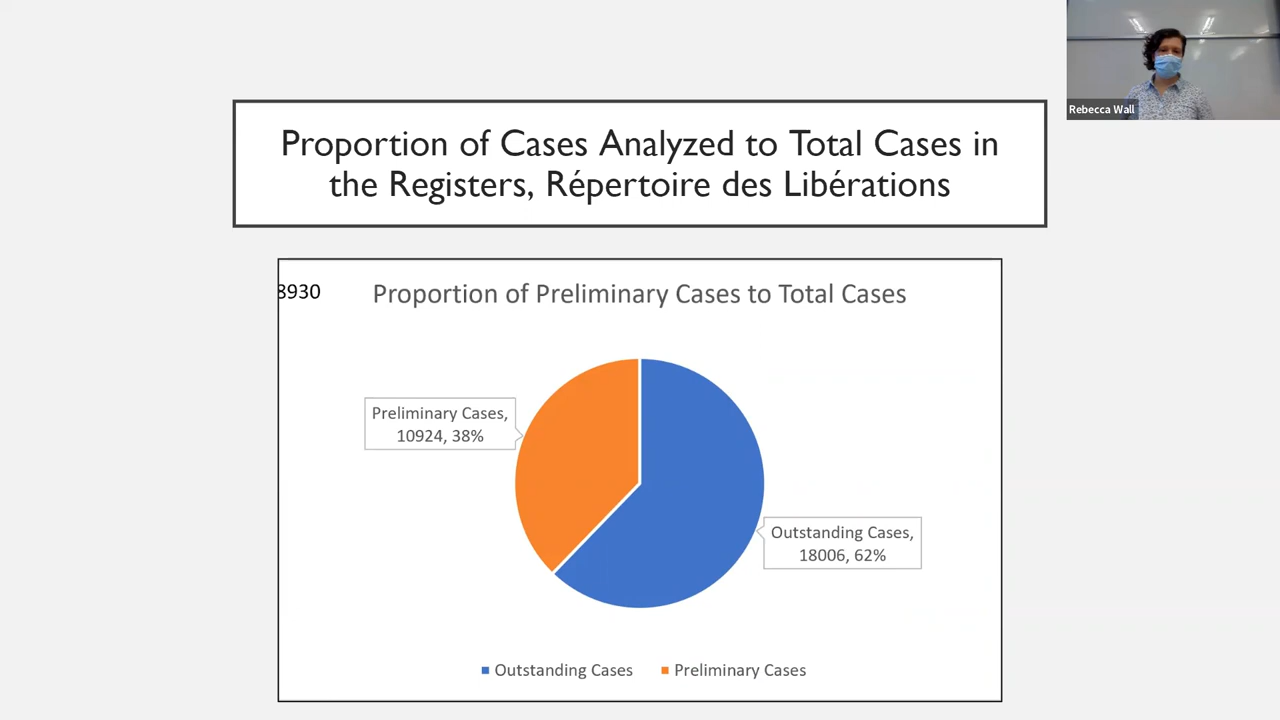 Rebecca Wall
Proportion of Cases Analyzed to Total Cases in
the Registers, Répertoire des Libérations
8930
Proportion of Preliminary Cases to Total Cases
Preliminary Cases,
10924, 38%
Outstanding Cases,
18006, 62%
Outstanding Cases
Preliminary Cases